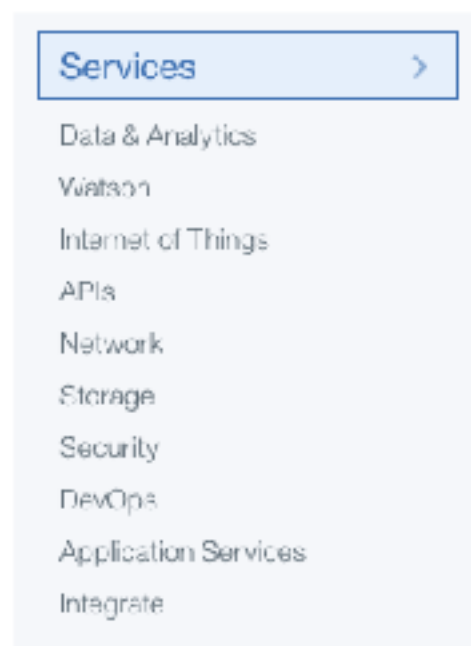 Services
Data & Analytics
Watson
Internet of Things
APIs
Network
Storage
Security
DevOps
Application Services
Integrate